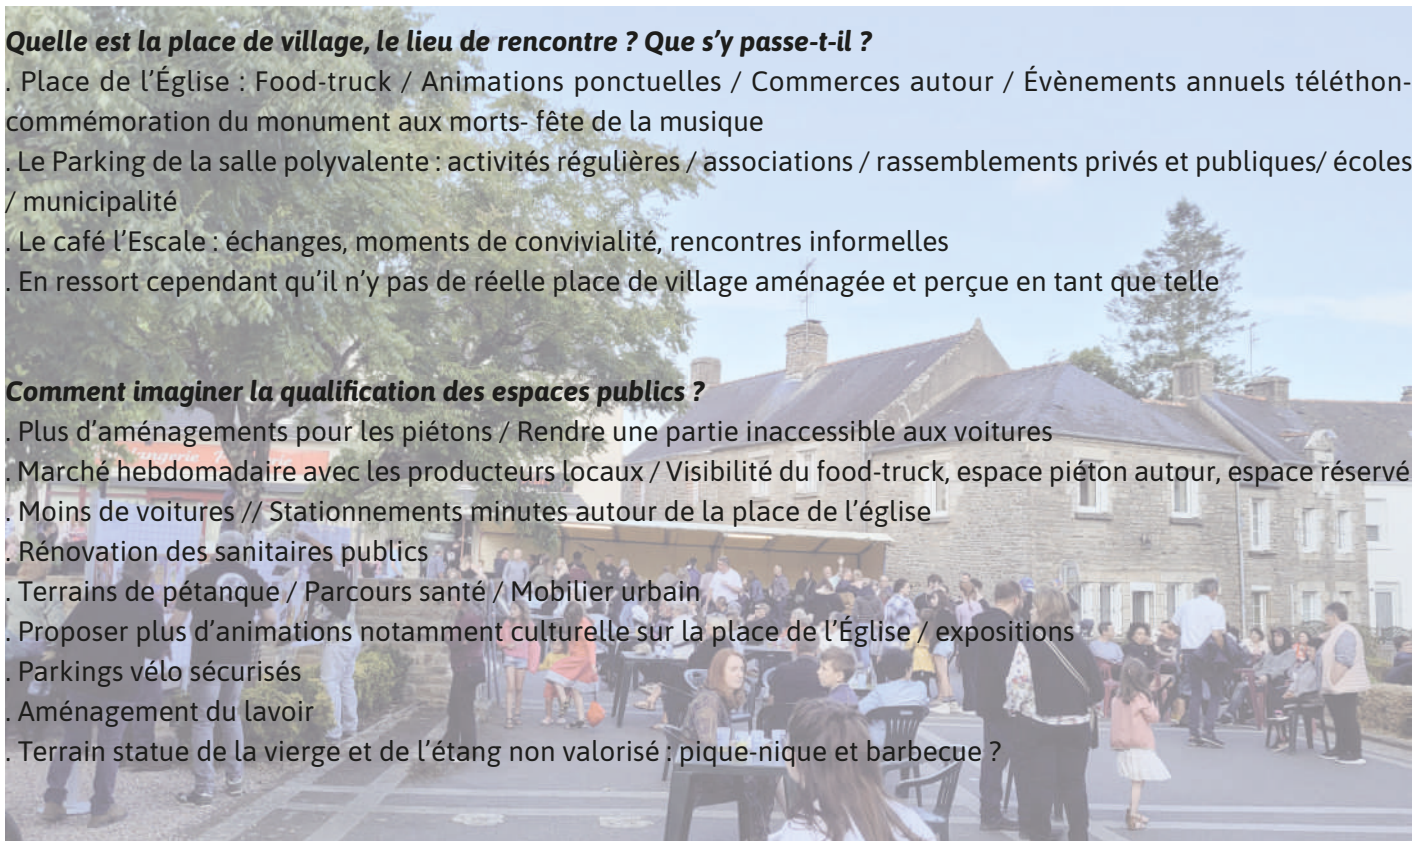 Quelle est la place de village, le lieu de rencontre ? Que s’y passe-t-il ?
. Place de l’Église : Food-truck / Animations ponctuelles / Commerces autour / Évènements annuels téléthon-
commémoration du monument aux morts- fête de la musique
. Le Parking de la salle polyvalente : activités régulières / associations / rassemblements privés et publiques/ écoles
/ municipalité
. Le café l’Escale : échanges, moments de convivialité, rencontres informelles
. En ressort cependant qu’il n’y pas de réelle place de village aménagée et perçue en tant que telle
Comment imaginer la qualification des espaces publics ?
. Plus d’aménagements pour les piétons / Rendre une partie inaccessible aux voitures
. Marché hebdomadaire avec les producteurs locaux / Visibilité du food-truck, espace piéton autour, espace réservé
. Moins de voitures // Stationnements minutes autour de la place de l’église
. Rénovation des sanitaires publics
. Terrains de pétanque / Parcours santé / Mobilier urbain
. Proposer plus d’animations notamment culturelle sur la place de l’Église / expositions
. Parkings vélo sécurisés
. Aménagement du lavoir
. Terrain statue de la vierge et de l’étang non valorisé : pique-nique et barbecue ?